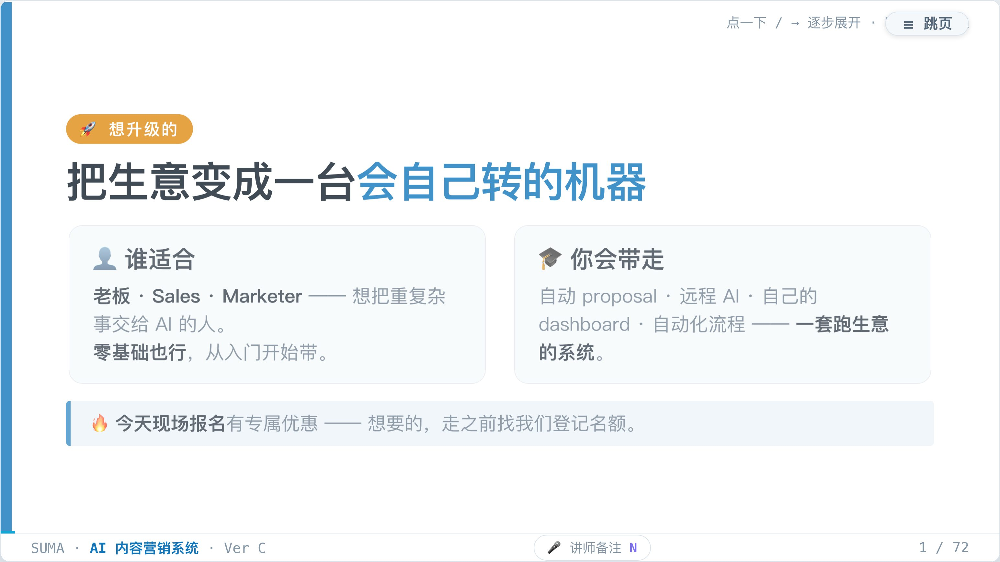 点一下 / → 逐步展开 ·
≡ 跳页
🚀 想升级的
把生意变成一台会自己转的机器
👤 谁适合
老板 · Sales · Marketer —— 想把重复杂
事交给 AI 的人。
零基础也行，从入门开始带。
🎓 你会带走
自动 proposal · 远程 AI · 自己的
dashboard · 自动化流程 —— 一套跑生意
的系统。
🔥 今天现场报名有专属优惠 —— 想要的，走之前找我们登记名额。
SUMA · AI 内容营销系统 · Ver C
🎤 讲师备注 N
1 / 72